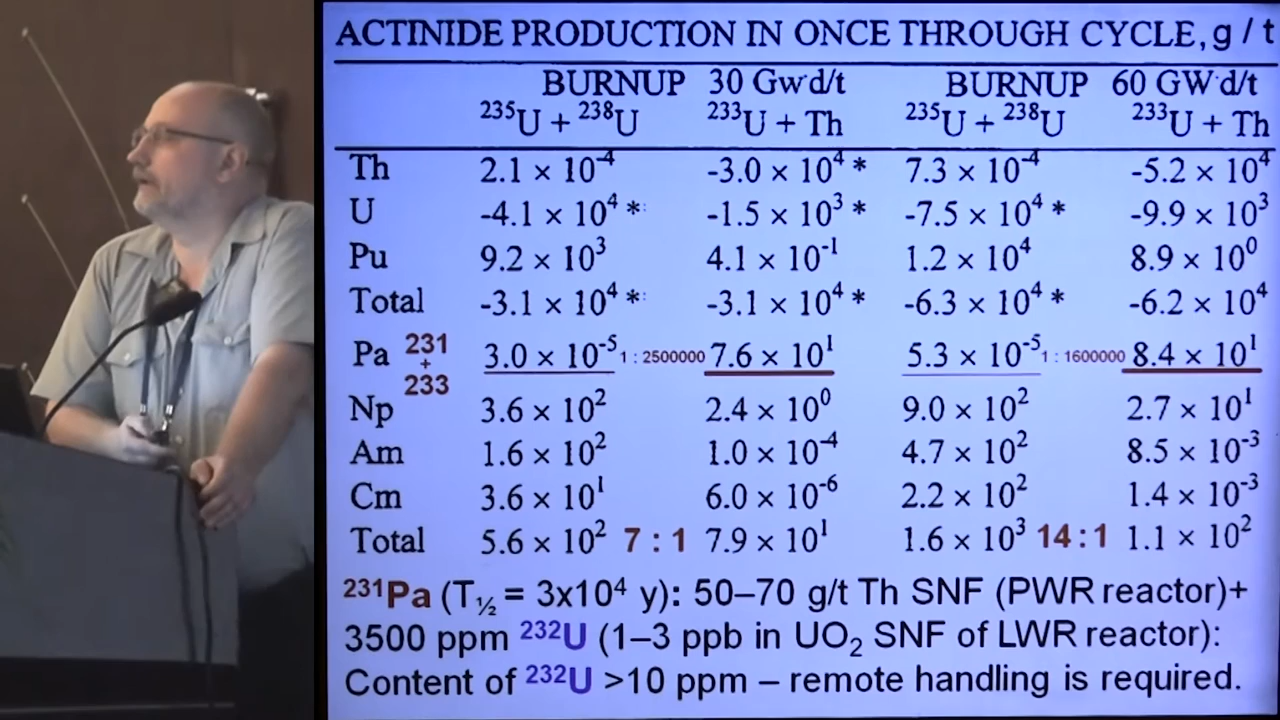 ACTINIDE PRODUCTION IN ONCE THROUGH CYCLE, g / t
BURNUP 30 Gwd/t BURNUP 60 GW·d/t
²³⁵U + ²³⁸U ²³³U + Th ²³⁵U + ²³⁸U ²³³U + Th
Th 2.1 × 10⁻⁴ -3.0 × 10⁴ * 7.3 × 10⁻⁴ -5.2 × 10⁴
U -4.1 × 10⁴ * -1.5 × 10³ * -7.5 × 10⁴ * -9.9 × 10³
Pu 9.2 × 10³ 4.1 × 10⁻¹ 1.2 × 10⁴ 8.9 × 10⁰
Total -3.1 × 10⁴ * -3.1 × 10⁴ * -6.3 × 10⁴ * -6.2 × 10⁴
Pa 231 + 233 3.0 × 10⁻⁵ 1 : 2500000 7.6 × 10¹ 5.3 × 10⁻⁵ 1 : 1600000 8.4 × 10¹
Np 3.6 × 10² 2.4 × 10⁰ 9.0 × 10² 2.7 × 10¹
Am 1.6 × 10² 1.0 × 10⁻⁴ 4.7 × 10² 8.5 × 10⁻³
Cm 3.6 × 10¹ 6.0 × 10⁻⁶ 2.2 × 10² 1.4 × 10⁻³
Total 5.6 × 10² 7 : 1 7.9 × 10¹ 1.6 × 10³ 14 : 1 1.1 × 10²
²³¹Pa (T½ = 3x10⁴ y): 50–70 g/t Th SNF (PWR reactor)+
3500 ppm ²³²U (1–3 ppb in UO₂ SNF of LWR reactor):
Content of ²³²U >10 ppm – remote handling is required.